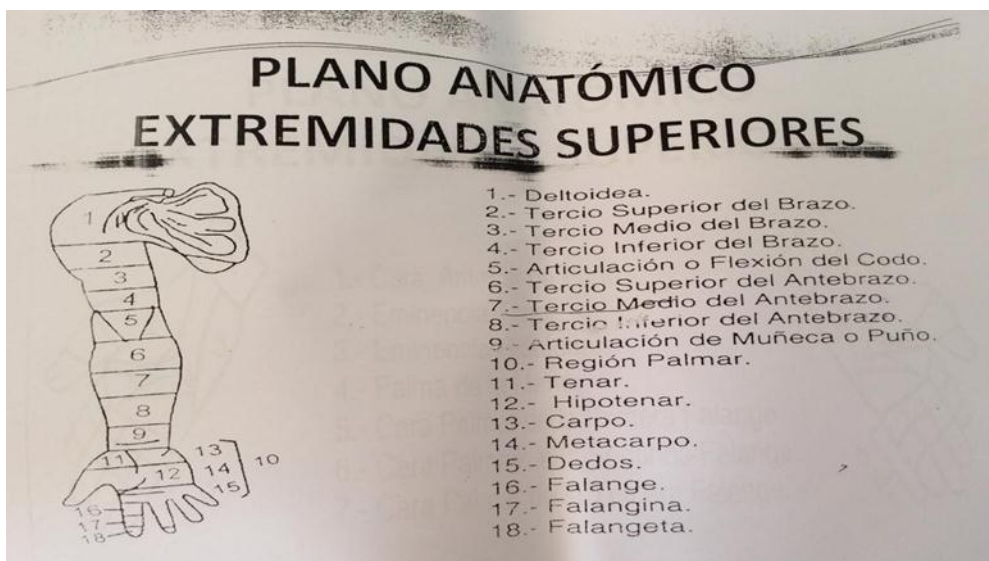 PLANO ANATÓMICO
EXTREMIDADES SUPERIORES
1.- Deltoidea.
2.- Tercio Superior del Brazo.
3.- Tercio Medio del Brazo.
4.- Tercio Inferior del Brazo.
5.- Articulación o Flexión del Codo.
6.- Tercio Superior del Antebrazo.
7.- Tercio Medio del Antebrazo.
8.- Tercio Inferior del Antebrazo.
9.- Articulación de Muñeca o Puño.
10.- Región Palmar.
11.- Tenar.
12.- Hipotenar.
13.- Carpo.
14.- Metacarpo.
15.- Dedos.
16.- Falange.
17.- Falangina.
18.- Falangeta.
1
2
3
4
5
6
7
8
9
11
12
13
14
15
10
16
17
18